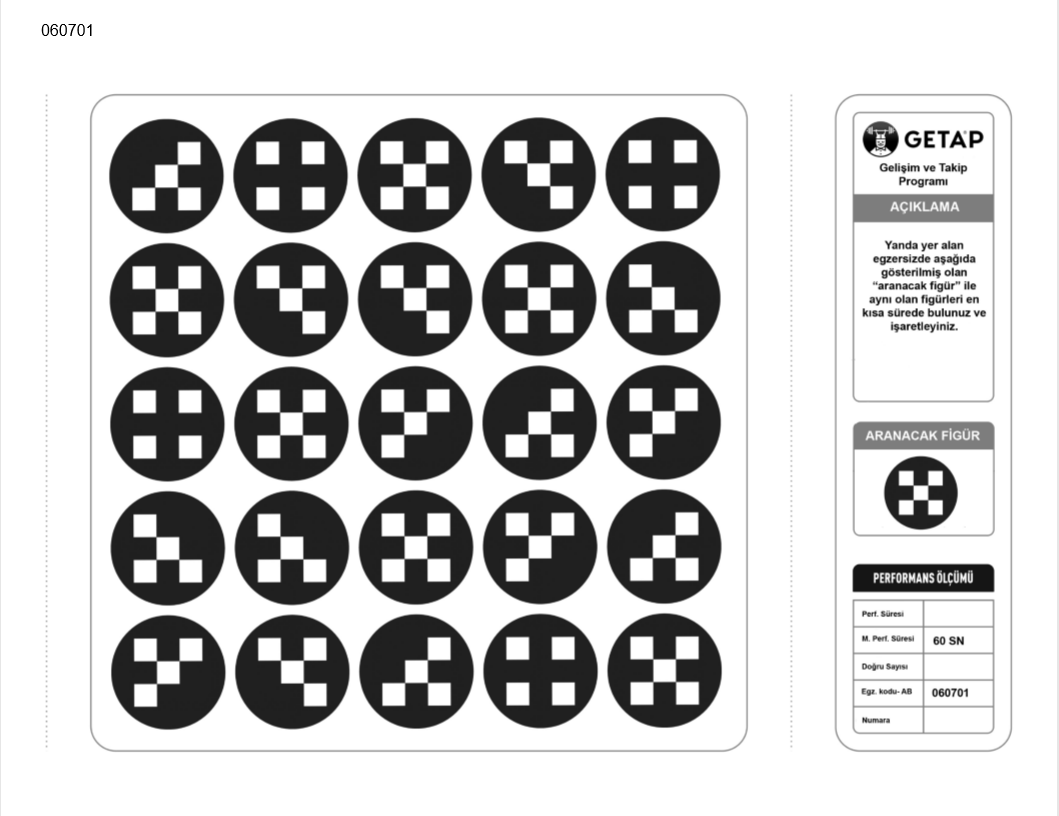 060701
GETAP
Gelişim ve Takip
Programı
AÇIKLAMA
Yanda yer alan
egzersizde aşağıda
gösterilmiş olan
“aranacak figür” ile
aynı olan figürleri en
kısa sürede bulunuz ve
işaretleyiniz.
ARANACAK FİGÜR
PERFORMANS ÖLÇÜMÜ
Perf. Süresi
M. Perf. Süresi 60 SN
Doğru Sayısı
Egz. kodu- AB 060701
Numara